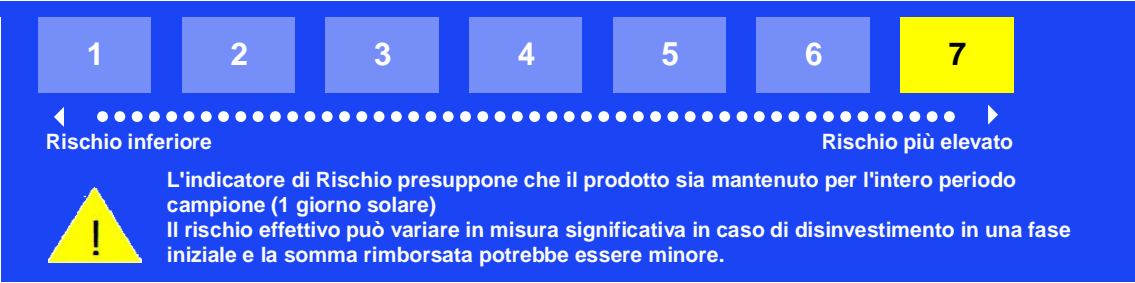 1 2 3 4 5 6 7
Rischio inferiore Rischio più elevato
L'indicatore di Rischio presuppone che il prodotto sia mantenuto per l'intero periodo
campione (1 giorno solare)
Il rischio effettivo può variare in misura significativa in caso di disinvestimento in una fase
iniziale e la somma rimborsata potrebbe essere minore.
!